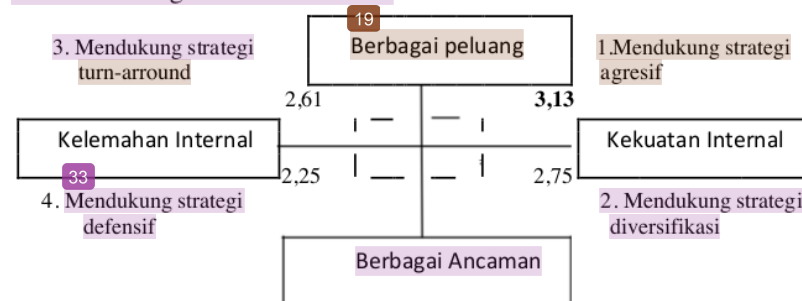 19
3. Mendukung strategi
turn-arround
Berbagai peluang
1.Mendukung strategi
agresif
2,61
3,13
Kelemahan Internal
Kekuatan Internal
33
2,25
2,75
4. Mendukung strategi
defensif
2. Mendukung strategi
diversifikasi
Berbagai Ancaman